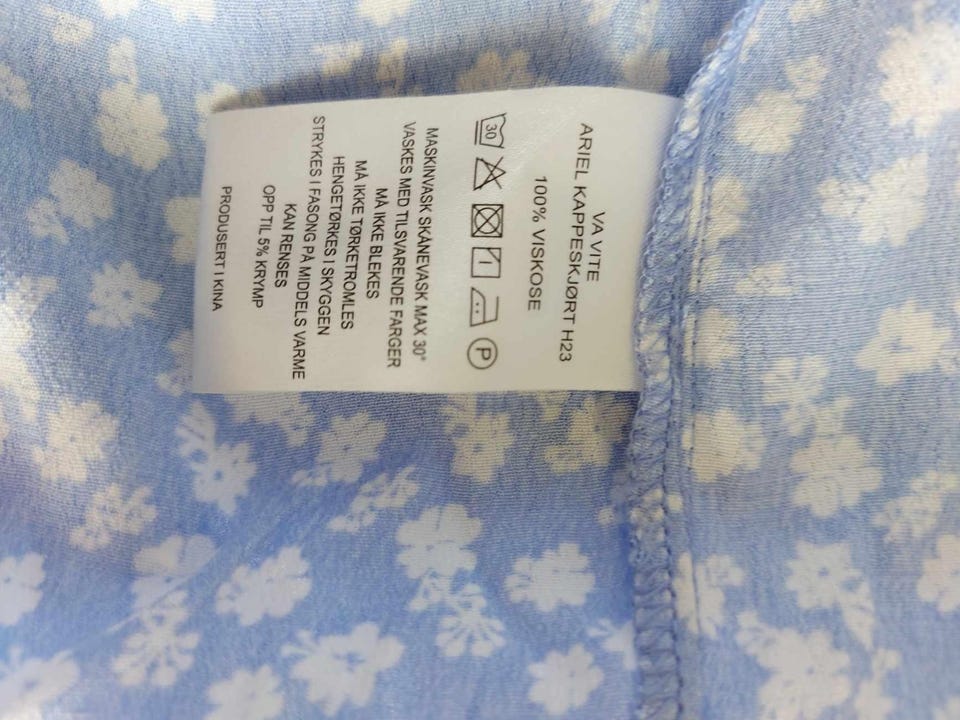 VA VITE
ARIEL KAPPESKJØRT H23
100% VISKOSE
30
P
MASKINVASK SKÅNEVASK MAX 30°
VASKES MED TILSVARENDE FARGER
MÅ IKKE BLEKES
MÅ IKKE TØRKETROMLES
HENGETØRKES I SKYGGEN
STRYKES I FASONG PÅ MIDDELS VARME
KAN RENSES
OPP TIL 5% KRYMP
PRODUSERT I KINA